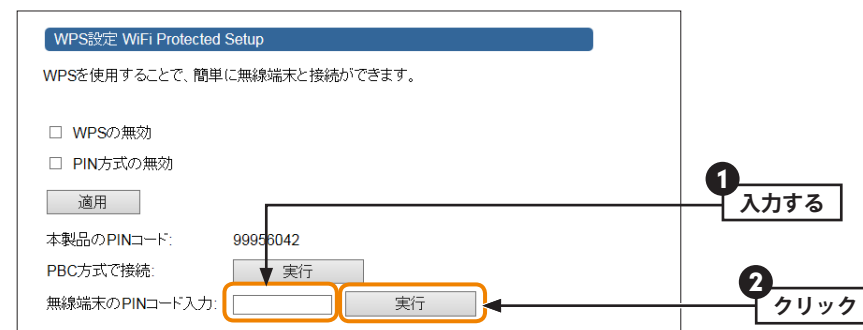 WPS設定 WiFi Protected Setup
WPSを使用することで、簡単に無線端末と接続ができます。
WPSの無効
PIN方式の無効
適用
1
入力する
本製品のPINコード: 99956042
PBC方式で接続: 実行
2
クリック
無線端末のPINコード入力: 実行